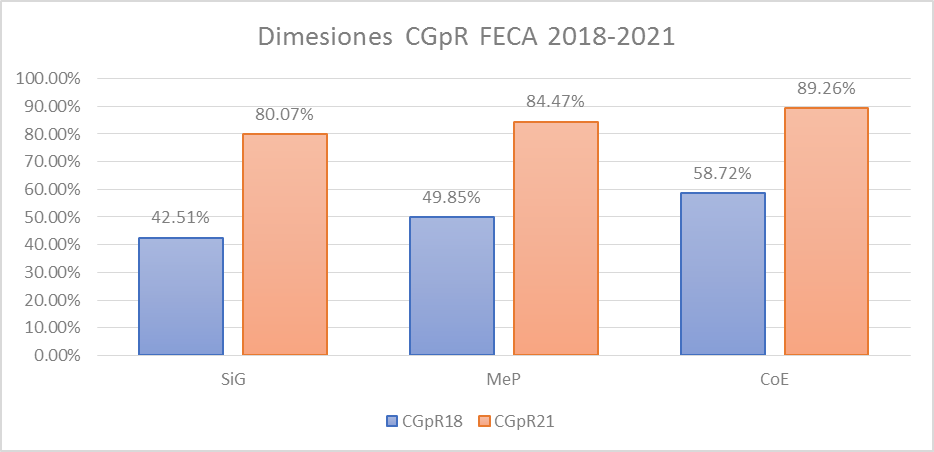 Dimesiones CGpR FECA 2018-2021
100.00%
90.00%
80.00%
70.00%
60.00%
50.00%
40.00%
30.00%
20.00%
10.00%
0.00%
42.51%
80.07%
49.85%
84.47%
58.72%
89.26%
SiG
MeP
CoE
CGpR18
CGpR21